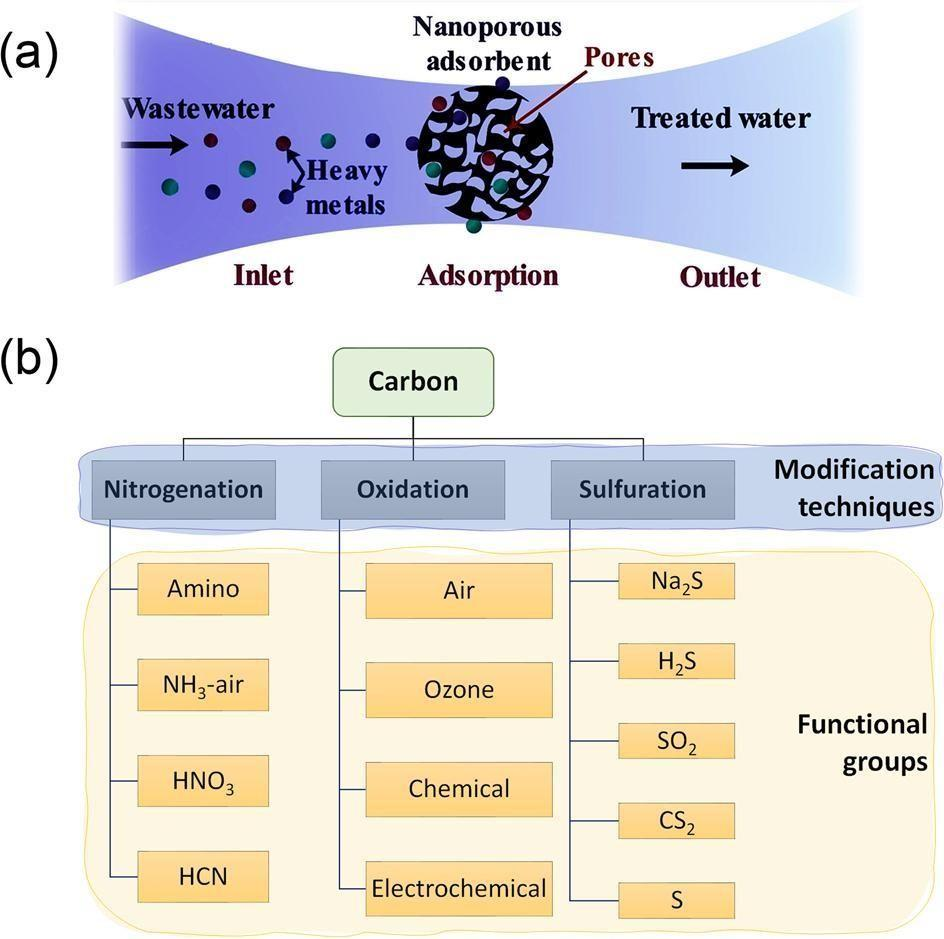 (a)
Nanoporous
adsorbent
Pores
Wastewater
Treated water
Heavy
metals
Inlet
Adsorption
Outlet
(b)
Carbon
Nitrogenation
Oxidation
Sulfuration
Modification
techniques
Amino
NH₃-air
HNO₃
HCN
Air
Ozone
Chemical
Electrochemical
Na₂S
H₂S
SO₂
CS₂
S
Functional
groups